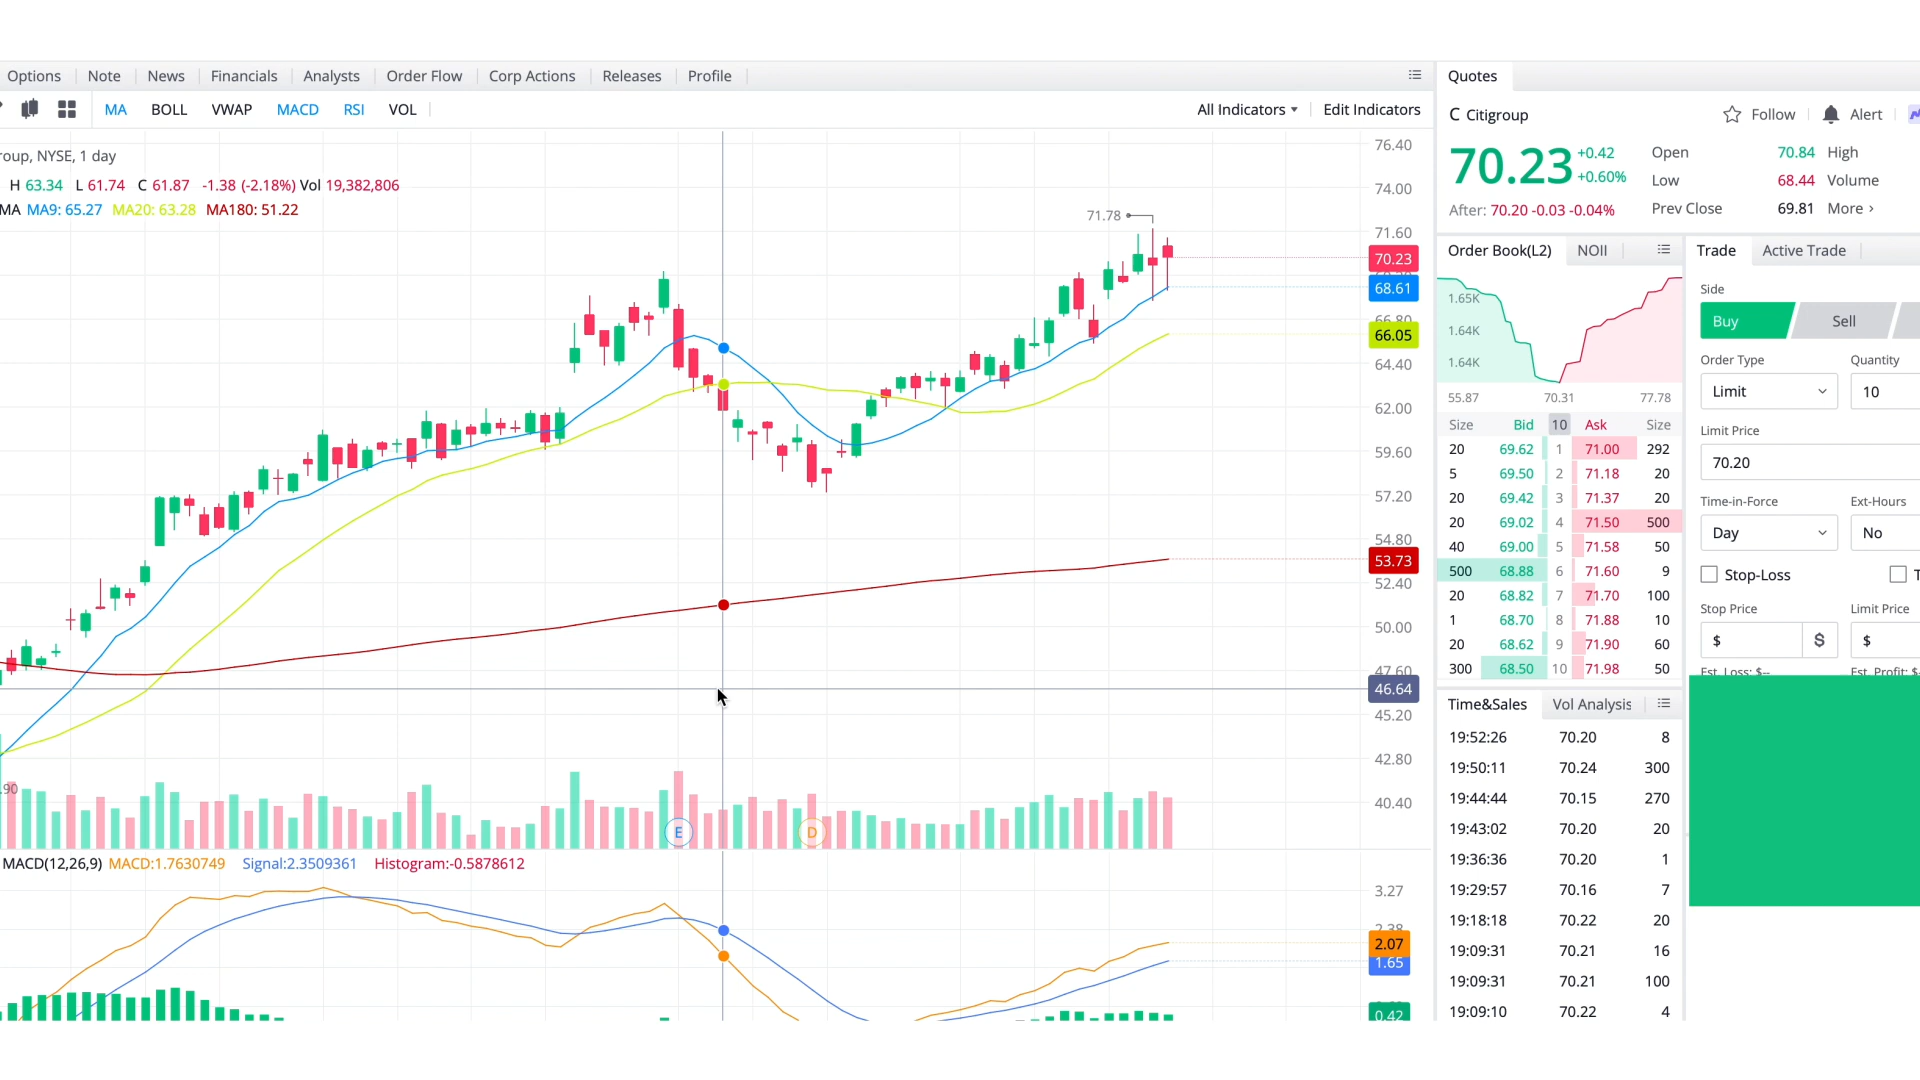 Options Note News Financials Analysts Order Flow Corp Actions Releases Profile
MA BOLL VWAP MACD RSI VOL All Indicators Edit Indicators
roup, NYSE, 1 day
H 63.34 L 61.74 C 61.87 -1.38 (-2.18%) Vol 19,382,806
MA MA9: 65.27 MA20: 63.28 MA180: 51.22
71.78
76.40
74.00
71.60
70.23
68.61
66.80
66.05
64.40
62.00
59.60
57.20
54.80
53.73
52.40
50.00
47.60
46.64
45.20
42.80
40.40
.90
E
D
MACD(12,26,9) MACD:1.7630749 Signal:2.3509361 Histogram:-0.5878612
3.27
2.38
2.07
1.65
0.42
Quotes
C Citigroup Follow Alert
70.23 +0.42
+0.60%
After: 70.20 -0.03 -0.04%
Open 70.84 High
Low 68.44 Volume
Prev Close 69.81 More >
Order Book(L2) NOII
1.65K
1.64K
1.64K
55.87 70.31 77.78
Size Bid 10 Ask Size
20 69.62 1 71.00 292
5 69.50 2 71.18 20
20 69.42 3 71.37 20
20 69.02 4 71.50 500
40 69.00 5 71.58 50
500 68.88 6 71.60 9
20 68.82 7 71.70 100
1 68.70 8 71.88 10
20 68.62 9 71.90 60
300 68.50 10 71.98 50
Time&Sales Vol Analysis
19:52:26 70.20 8
19:50:11 70.24 300
19:44:44 70.15 270
19:43:02 70.20 20
19:36:36 70.20 1
19:29:57 70.16 7
19:18:18 70.22 20
19:09:31 70.21 16
19:09:31 70.21 100
19:09:10 70.22 4
Trade Active Trade
Side
Buy Sell
Order Type Quantity
Limit 10
Limit Price
70.20
Time-in-Force Ext-Hours
Day No
Stop-Loss T
Stop Price Limit Price
$ $ $
Est. Loss: $-- Est. Profit: $-